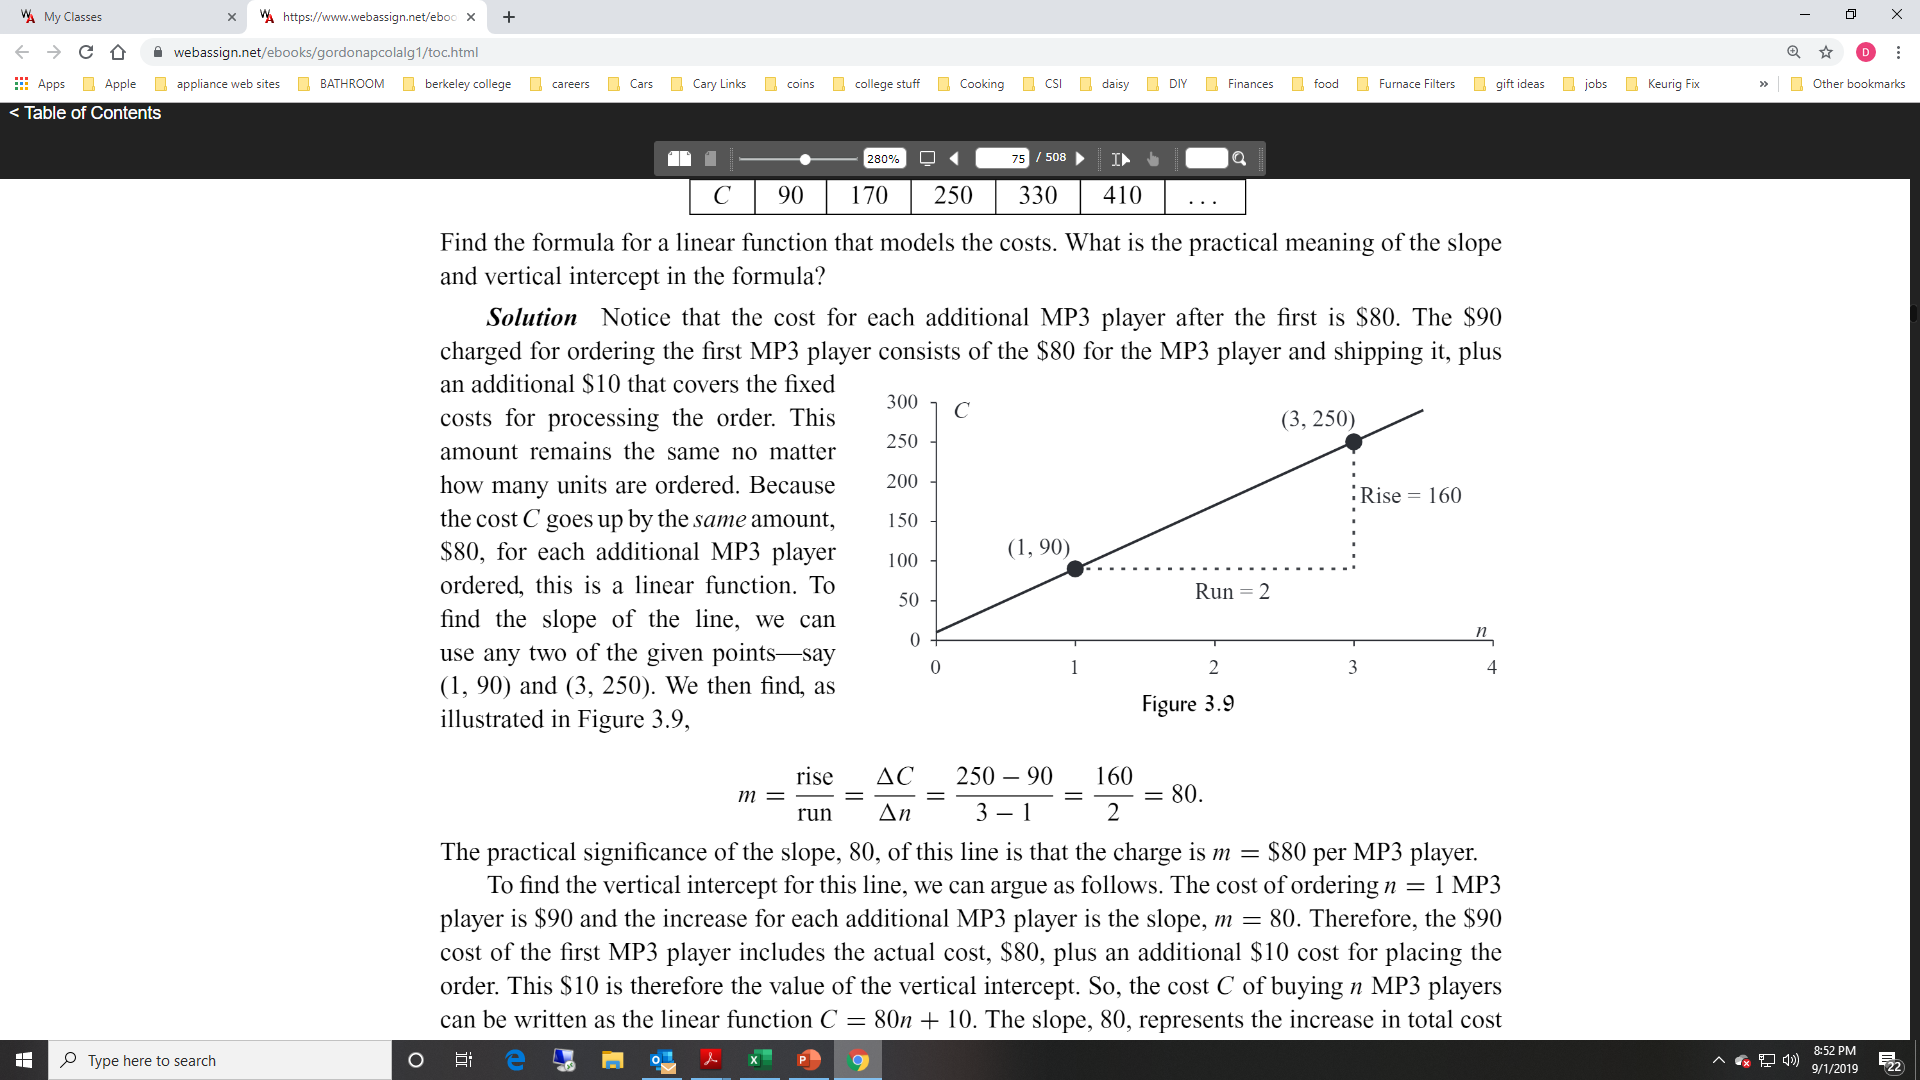 My Classes
https://www.webassign.net/eboo
webassign.net/ebooks/gordonapcolalg1/toc.html
Apps Apple appliance web sites BATHROOM berkeley college careers Cars Cary Links coins college stuff Cooking CSI daisy DIY Finances food Furnace Filters gift ideas jobs Keurig Fix » Other bookmarks
D
< Table of Contents
280% 75 / 508
C 90 170 250 330 410 . . .
Find the formula for a linear function that models the costs. What is the practical meaning of the slope
and vertical intercept in the formula?
Solution Notice that the cost for each additional MP3 player after the first is $80. The $90
charged for ordering the first MP3 player consists of the $80 for the MP3 player and shipping it, plus
an additional $10 that covers the fixed
costs for processing the order. This
amount remains the same no matter
how many units are ordered. Because
the cost C goes up by the same amount,
$80, for each additional MP3 player
ordered, this is a linear function. To
find the slope of the line, we can
use any two of the given points—say
(1, 90) and (3, 250). We then find, as
illustrated in Figure 3.9,
300 C
250
200
150
100
50
0
(3, 250)
Rise = 160
(1, 90)
Run = 2
n
0 1 2 3 4
Figure 3.9
m = rise/run = ΔC/Δn = 250 − 90/3 − 1 = 160/2 = 80.
The practical significance of the slope, 80, of this line is that the charge is m = $80 per MP3 player.
To find the vertical intercept for this line, we can argue as follows. The cost of ordering n = 1 MP3
player is $90 and the increase for each additional MP3 player is the slope, m = 80. Therefore, the $90
cost of the first MP3 player includes the actual cost, $80, plus an additional $10 cost for placing the
order. This $10 is therefore the value of the vertical intercept. So, the cost C of buying n MP3 players
can be written as the linear function C = 80n + 10. The slope, 80, represents the increase in total cost
Type here to search
8:52 PM
9/1/2019
22